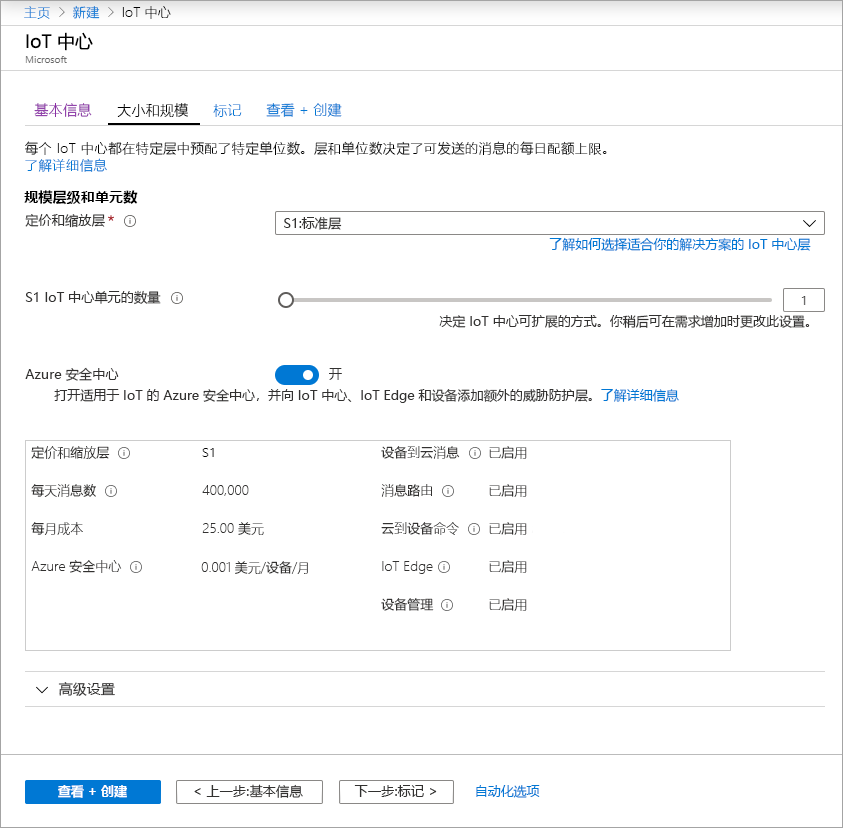 主页 > 新建 > IoT 中心
IoT 中心
Microsoft
基本信息 大小和规模 标记 查看 + 创建
每个 IoT 中心都在特定层中预配了特定单位数。层和单位数决定了可发送的消息的每日配额上限。
了解详细信息
规模层级和单元数
定价和缩放层 *
S1:标准层
了解如何选择适合你的解决方案的 IoT 中心层
S1 IoT 中心单元的数量
1
决定 IoT 中心可扩展的方式。你稍后可在需求增加时更改此设置。
Azure 安全中心 开
打开适用于 IoT 的 Azure 安全中心，并向 IoT 中心、IoT Edge 和设备添加额外的威胁防护层。了解详细信息
定价和缩放层 S1 设备到云消息 已启用
每天消息数 400,000 消息路由 已启用
每月成本 25.00 美元 云到设备命令 已启用
Azure 安全中心 0.001 美元/设备/月 IoT Edge 已启用
设备管理 已启用
高级设置
查看 + 创建 < 上一步:基本信息 下一步:标记 > 自动化选项